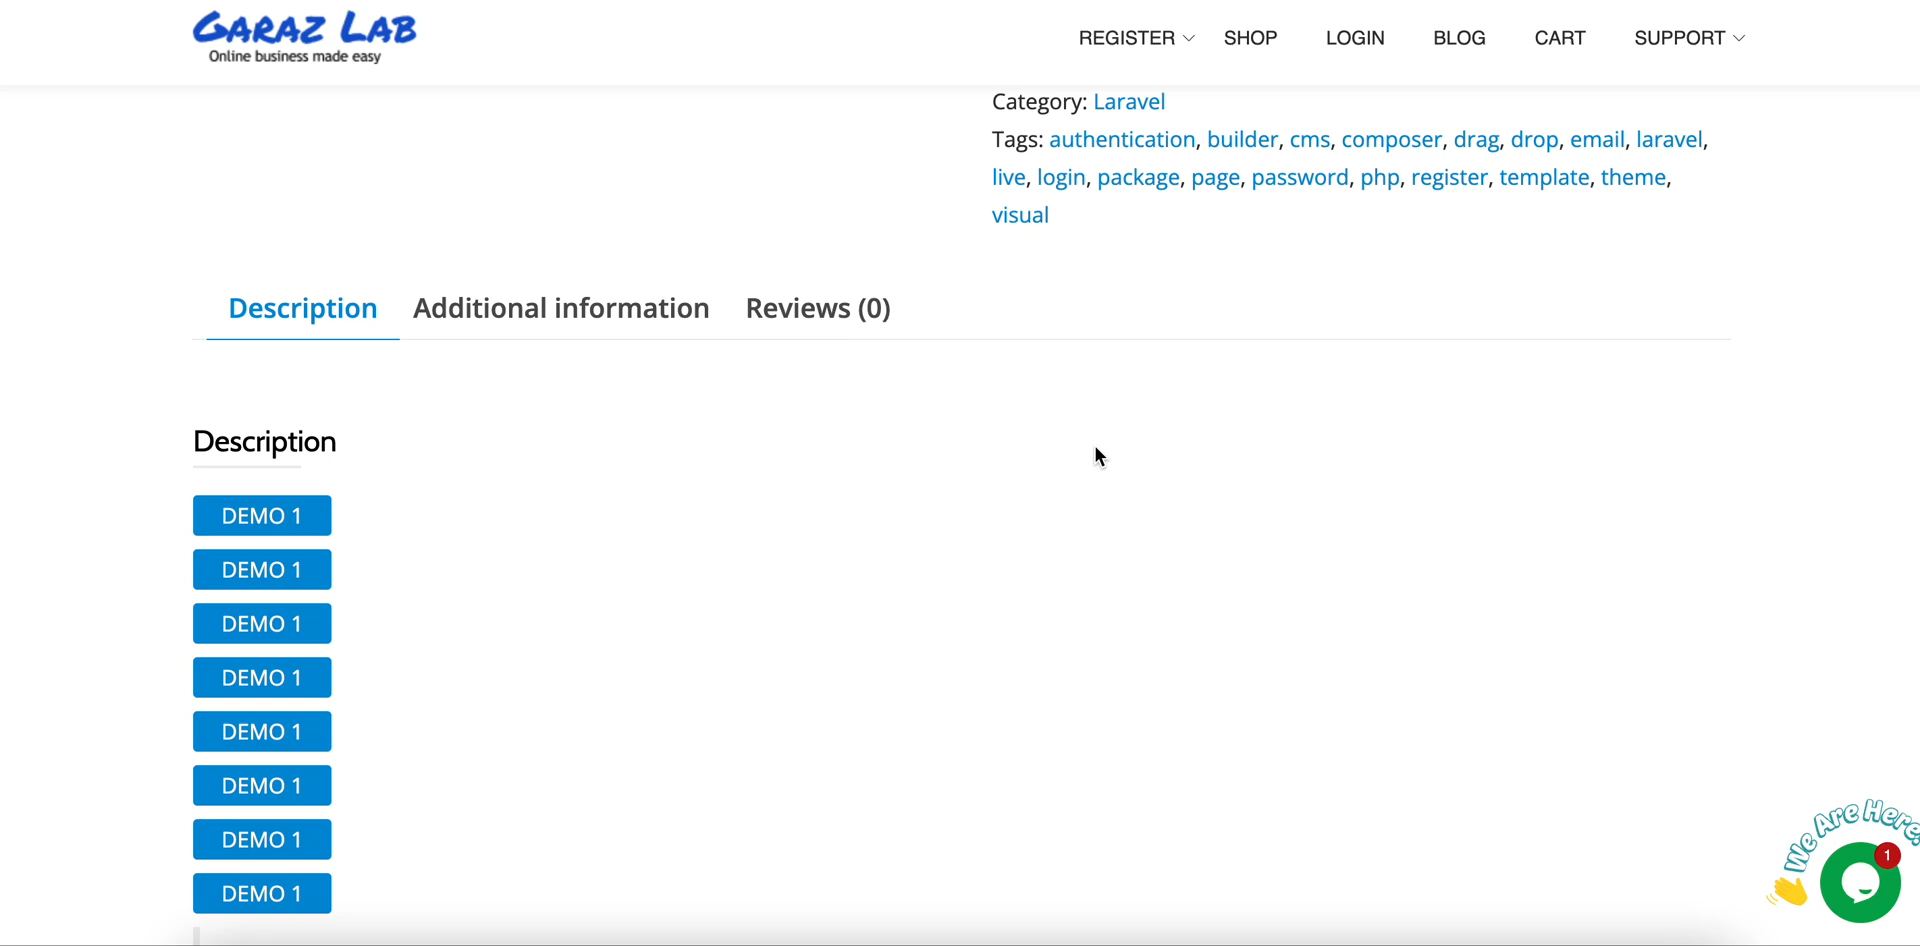 GARAZ LAB
Online business made easy
REGISTER SHOP LOGIN BLOG CART SUPPORT
Category: Laravel
Tags: authentication, builder, cms, composer, drag, drop, email, laravel,
live, login, package, page, password, php, register, template, theme,
visual
Description Additional information Reviews (0)
Description
DEMO 1
DEMO 1
DEMO 1
DEMO 1
DEMO 1
DEMO 1
DEMO 1
DEMO 1
We Are Here!
1